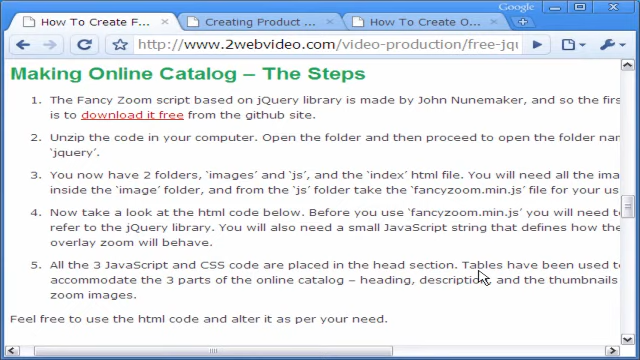 Google
How To Create F...
Creating Product ...
How To Create O...
http://www.2webvideo.com/video-production/free-jqu
Making Online Catalog – The Steps
1. The Fancy Zoom script based on jQuery library is made by John Nunemaker, and so the firs
is to download it free from the github site.
2. Unzip the code in your computer. Open the folder and then proceed to open the folder nam
`jquery´.
3. You now have 2 folders, `images´ and `js´, and the `index´ html file. You will need all the ima
inside the `image´ folder, and from the `js´ folder take the `fancyzoom.min.js´ file for your us
4. Now take a look at the html code below. Before you use `fancyzoom.min.js´ you will need t
refer to the jQuery library. You will also need a small JavaScript string that defines how the
overlay zoom will behave.
5. All the 3 JavaScript and CSS code are placed in the head section. Tables have been used to
accommodate the 3 parts of the online catalog – heading, description, and the thumbnails
zoom images.
Feel free to use the html code and alter it as per your need.